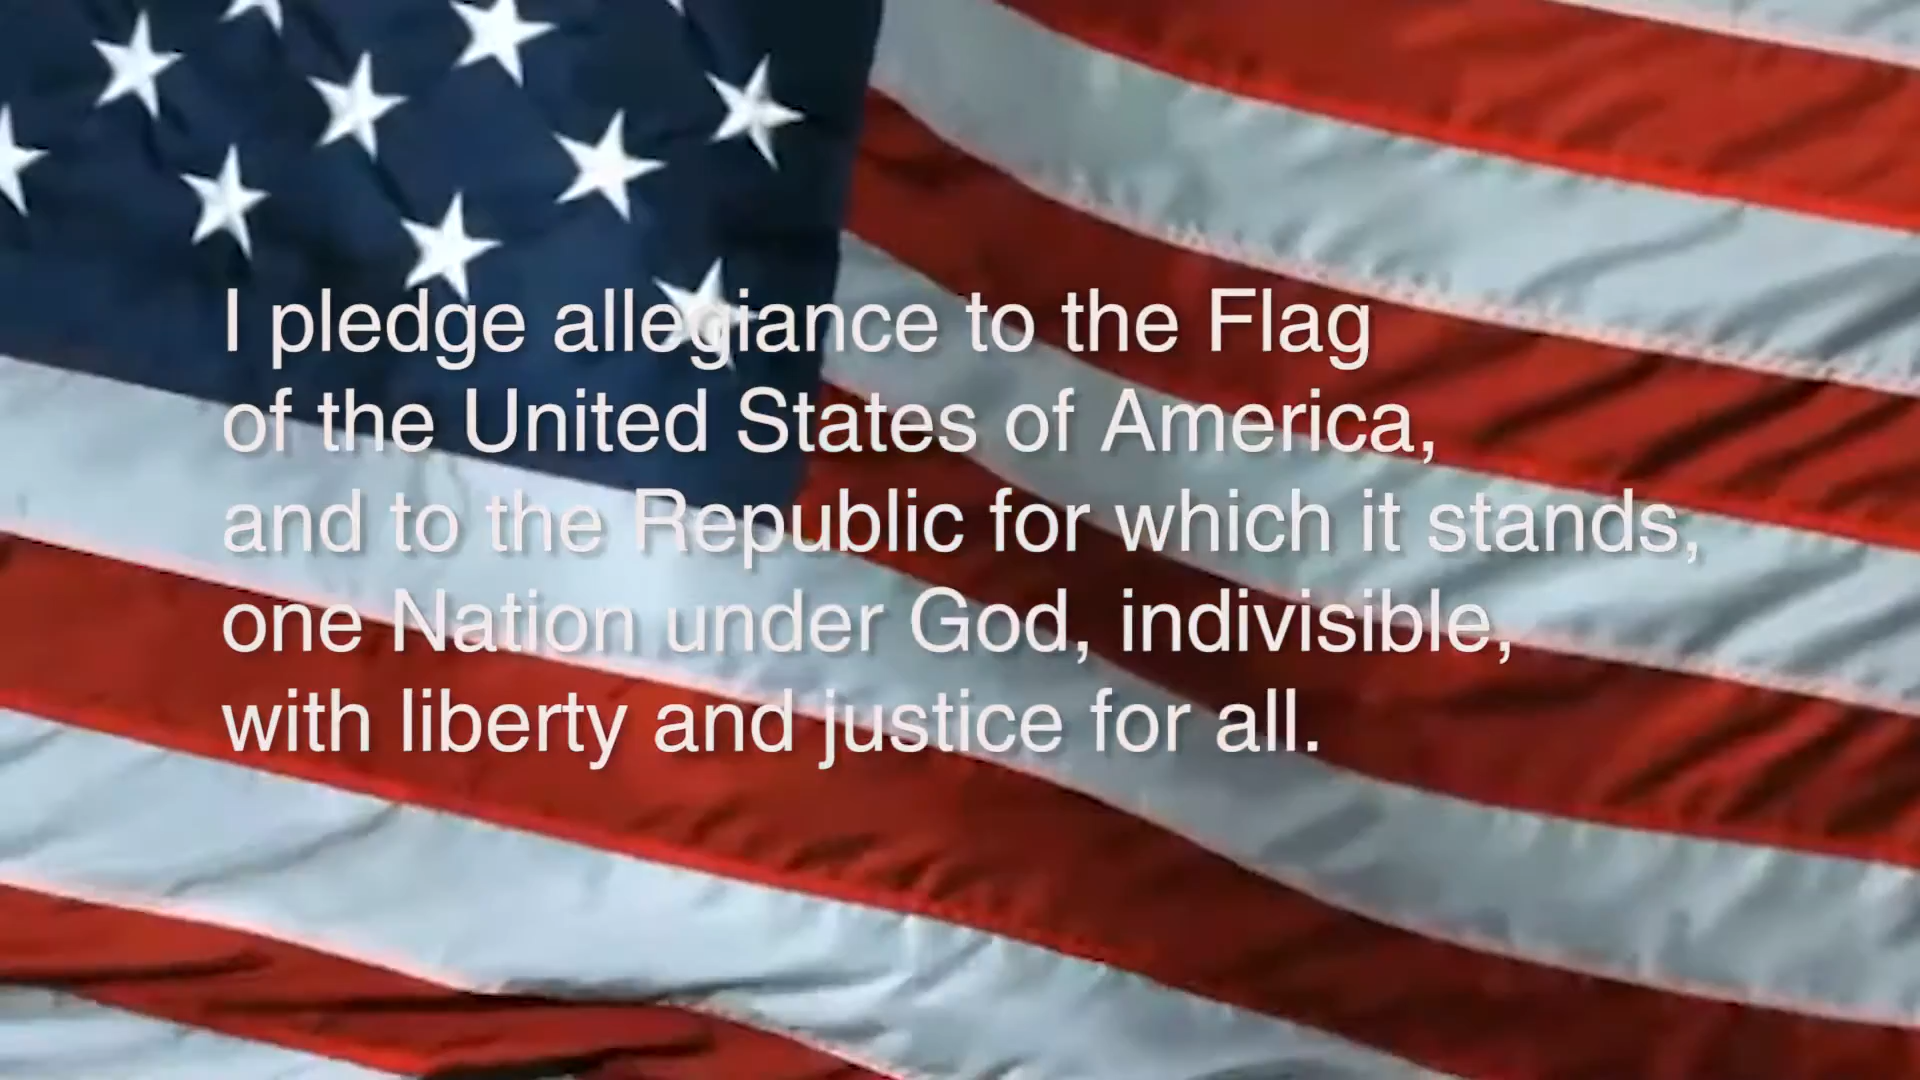 I pledge allegiance to the Flag
of the United States of America,
and to the Republic for which it stands,
one Nation under God, indivisible,
with liberty and justice for all.